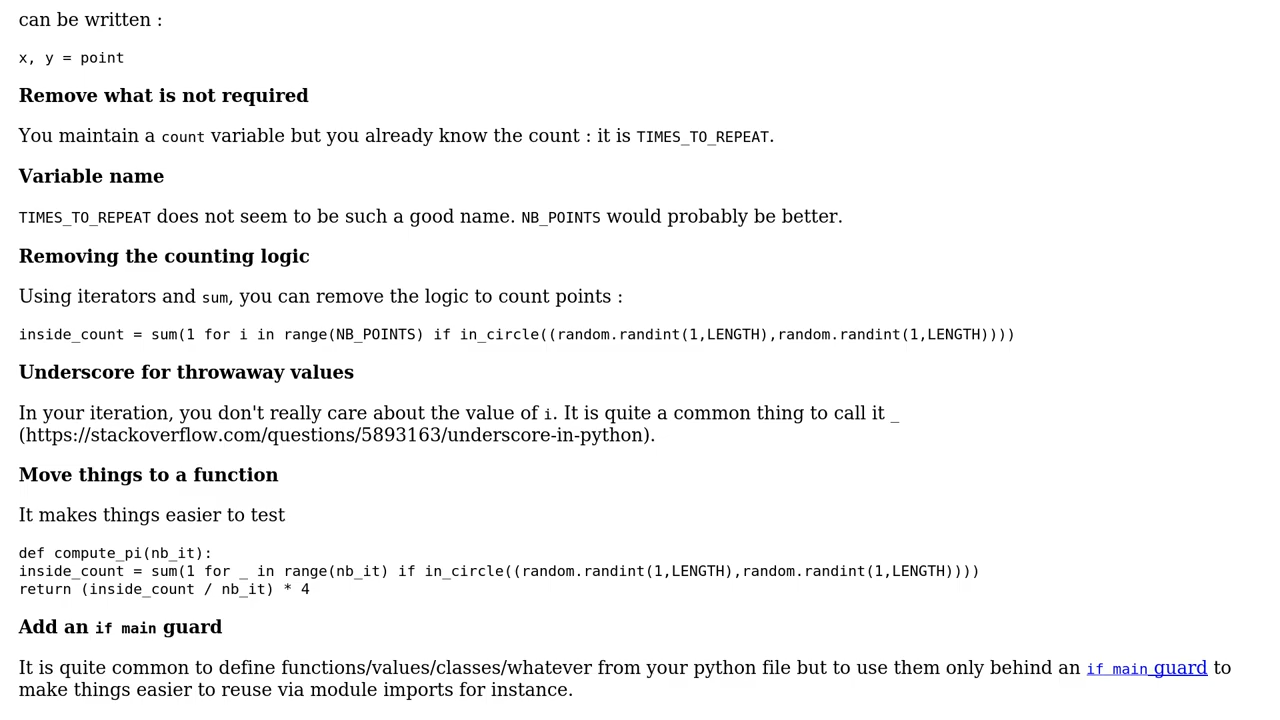 can be written :
x, y = point
Remove what is not required
You maintain a count variable but you already know the count : it is TIMES_TO_REPEAT.
Variable name
TIMES_TO_REPEAT does not seem to be such a good name. NB_POINTS would probably be better.
Removing the counting logic
Using iterators and sum, you can remove the logic to count points :
inside_count = sum(1 for i in range(NB_POINTS) if in_circle((random.randint(1,LENGTH),random.randint(1,LENGTH))))
Underscore for throwaway values
In your iteration, you don't really care about the value of i. It is quite a common thing to call it _
(https://stackoverflow.com/questions/5893163/underscore-in-python).
Move things to a function
It makes things easier to test
def compute_pi(nb_it):
inside_count = sum(1 for _ in range(nb_it) if in_circle((random.randint(1,LENGTH),random.randint(1,LENGTH))))
return (inside_count / nb_it) * 4
Add an if main guard
It is quite common to define functions/values/classes/whatever from your python file but to use them only behind an if main guard to
make things easier to reuse via module imports for instance.